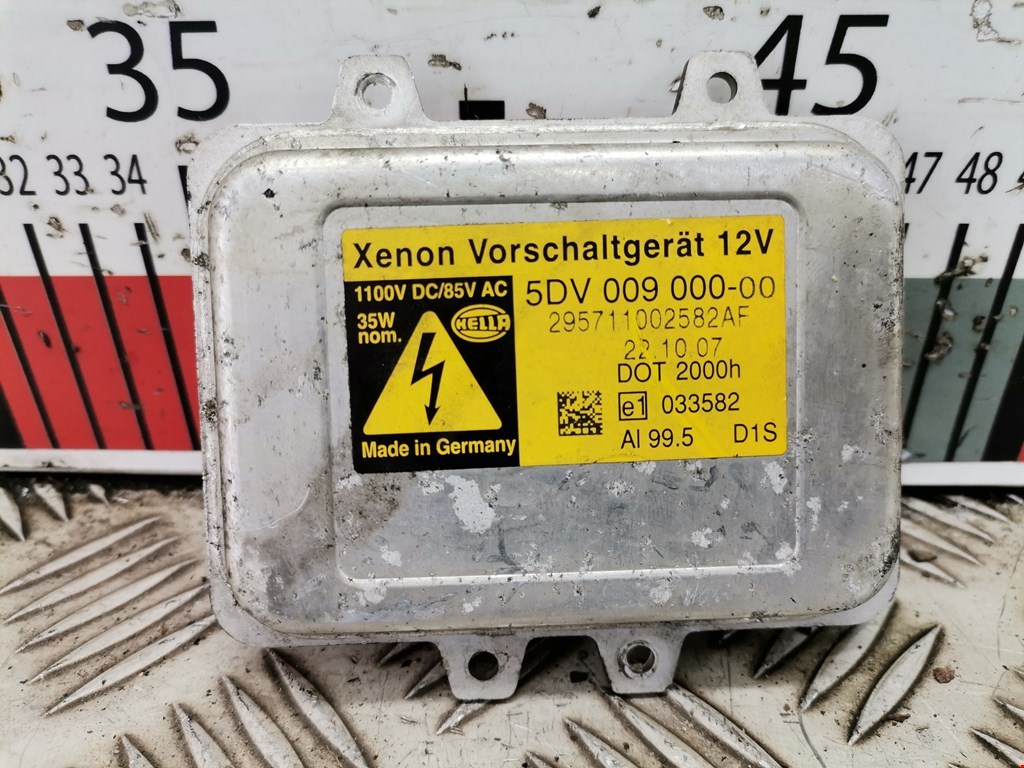 35 45
32 33 34 47 48
Xenon Vorschaltgerät 12V
1100V DC/85V AC
35W
nom.
HELLA
Made in Germany
5DV 009 000-00
295711002582AF
22.10.07
DOT 2000h
e1 033582
Al 99.5 D1S